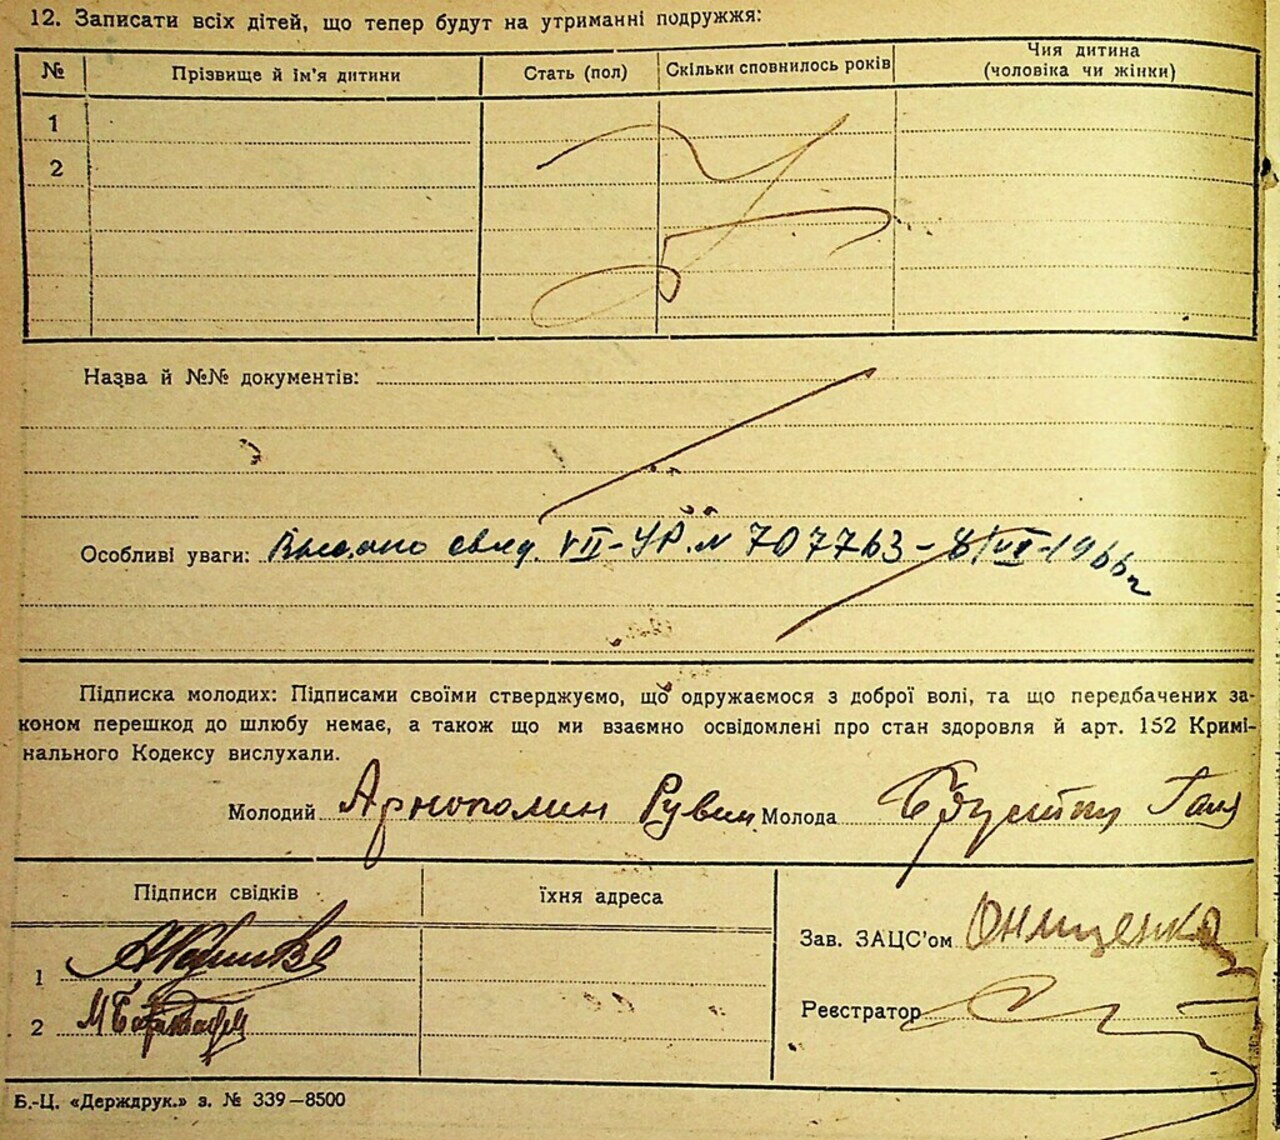 12. Записати всіх дітей, що тепер будут на утриманні подружжя:
№ Прізвище й ім'я дитини Стать (пол) Скільки сповнилось років Чия дитина
(чоловіка чи жінки)
1
2
Назва й №№ документів:
Особливі уваги: Выдано свид. VII-УР. № 707763 – 8/VII-1966г
Підписка молодих: Підписами своїми стверджуємо, що одружаємося з доброї волі, та що передбачених за-
коном перешкод до шлюбу немає, а також що ми взаємно освідомлені про стан здоровля й арт. 152 Кримі-
нального Кодексу вислухали.
Молодий Арнополин Рувин Молода Галя
Підписи свідків їхня адреса
Зав. ЗАЦС'ом Онищенко
1
Реєстратор
2
Б.-Ц. «Держдрук.» з. № 339—8500